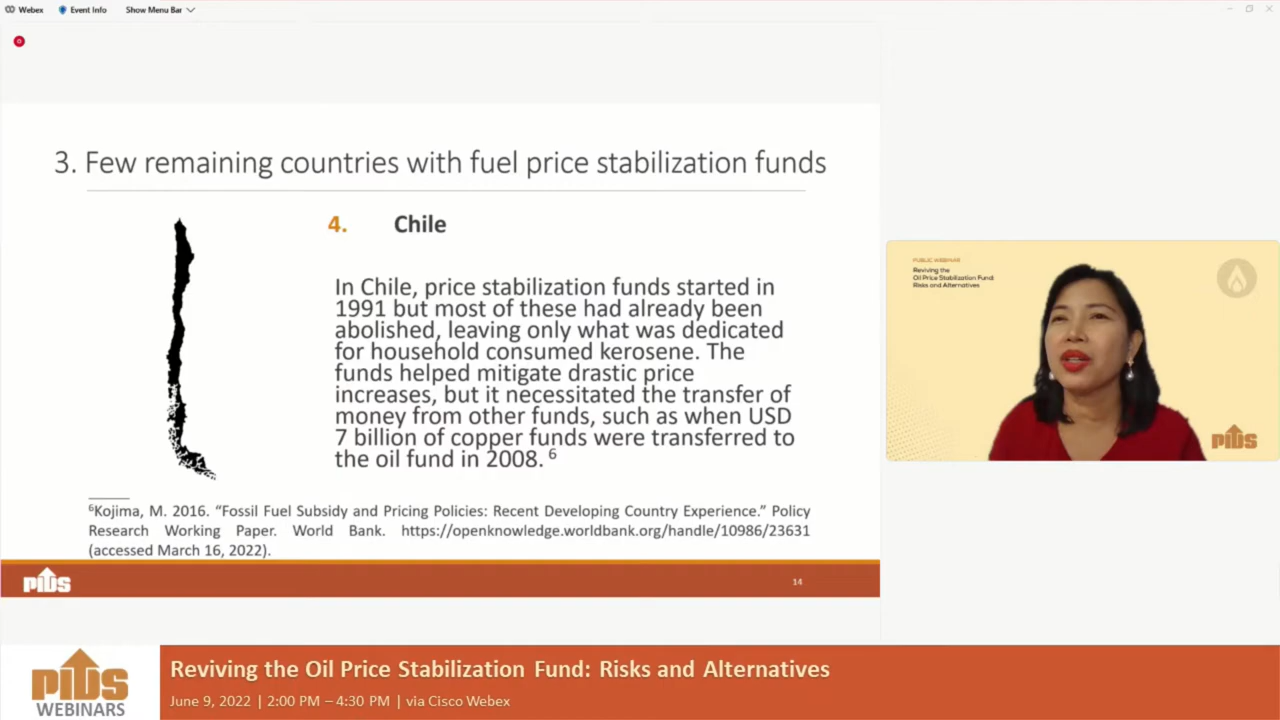 Webex Event Info Show Menu Bar
3. Few remaining countries with fuel price stabilization funds
4. Chile
In Chile, price stabilization funds started in
1991 but most of these had already been
abolished, leaving only what was dedicated
for household consumed kerosene. The
funds helped mitigate drastic price
increases, but it necessitated the transfer of
money from other funds, such as when USD
7 billion of copper funds were transferred to
the oil fund in 2008. 6
6Kojima, M. 2016. “Fossil Fuel Subsidy and Pricing Policies: Recent Developing Country Experience.” Policy
Research Working Paper. World Bank. https://openknowledge.worldbank.org/handle/10986/23631
(accessed March 16, 2022).
PIDS
14
PUBLIC WEBINAR
Reviving the
Oil Price Stabilization Fund:
Risks and Alternatives
PIDS
PIDS
WEBINARS
Reviving the Oil Price Stabilization Fund: Risks and Alternatives
June 9, 2022 | 2:00 PM – 4:30 PM | via Cisco Webex